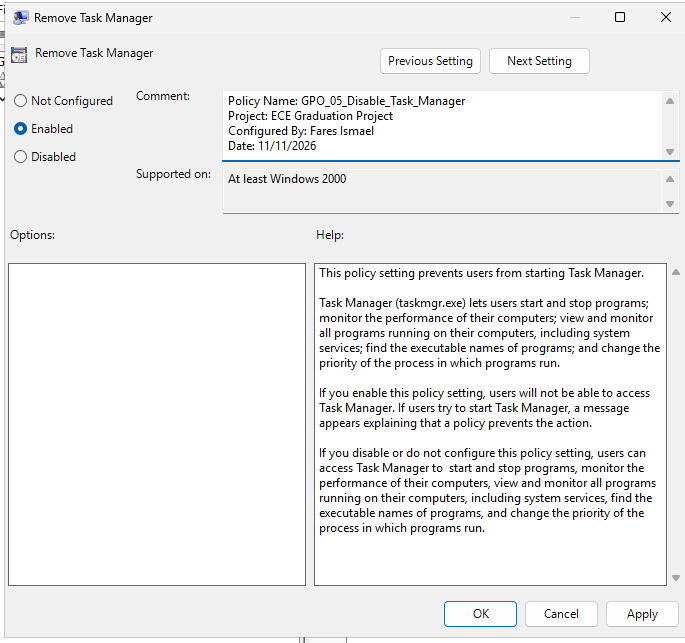 Remove Task Manager
Remove Task Manager
Previous Setting
Next Setting
Not Configured
Enabled
Disabled
Comment:
Policy Name: GPO_05_Disable_Task_Manager
Project: ECE Graduation Project
Configured By: Fares Ismael
Date: 11/11/2026
Supported on:
At least Windows 2000
Options:
Help:
This policy setting prevents users from starting Task Manager.
Task Manager (taskmgr.exe) lets users start and stop programs;
monitor the performance of their computers; view and monitor
all programs running on their computers, including system
services; find the executable names of programs; and change the
priority of the process in which programs run.
If you enable this policy setting, users will not be able to access
Task Manager. If users try to start Task Manager, a message
appears explaining that a policy prevents the action.
If you disable or do not configure this policy setting, users can
access Task Manager to  start and stop programs, monitor the
performance of their computers, view and monitor all programs
running on their computers, including system services, find the
executable names of programs, and change the priority of the
process in which programs run.
OK
Cancel
Apply